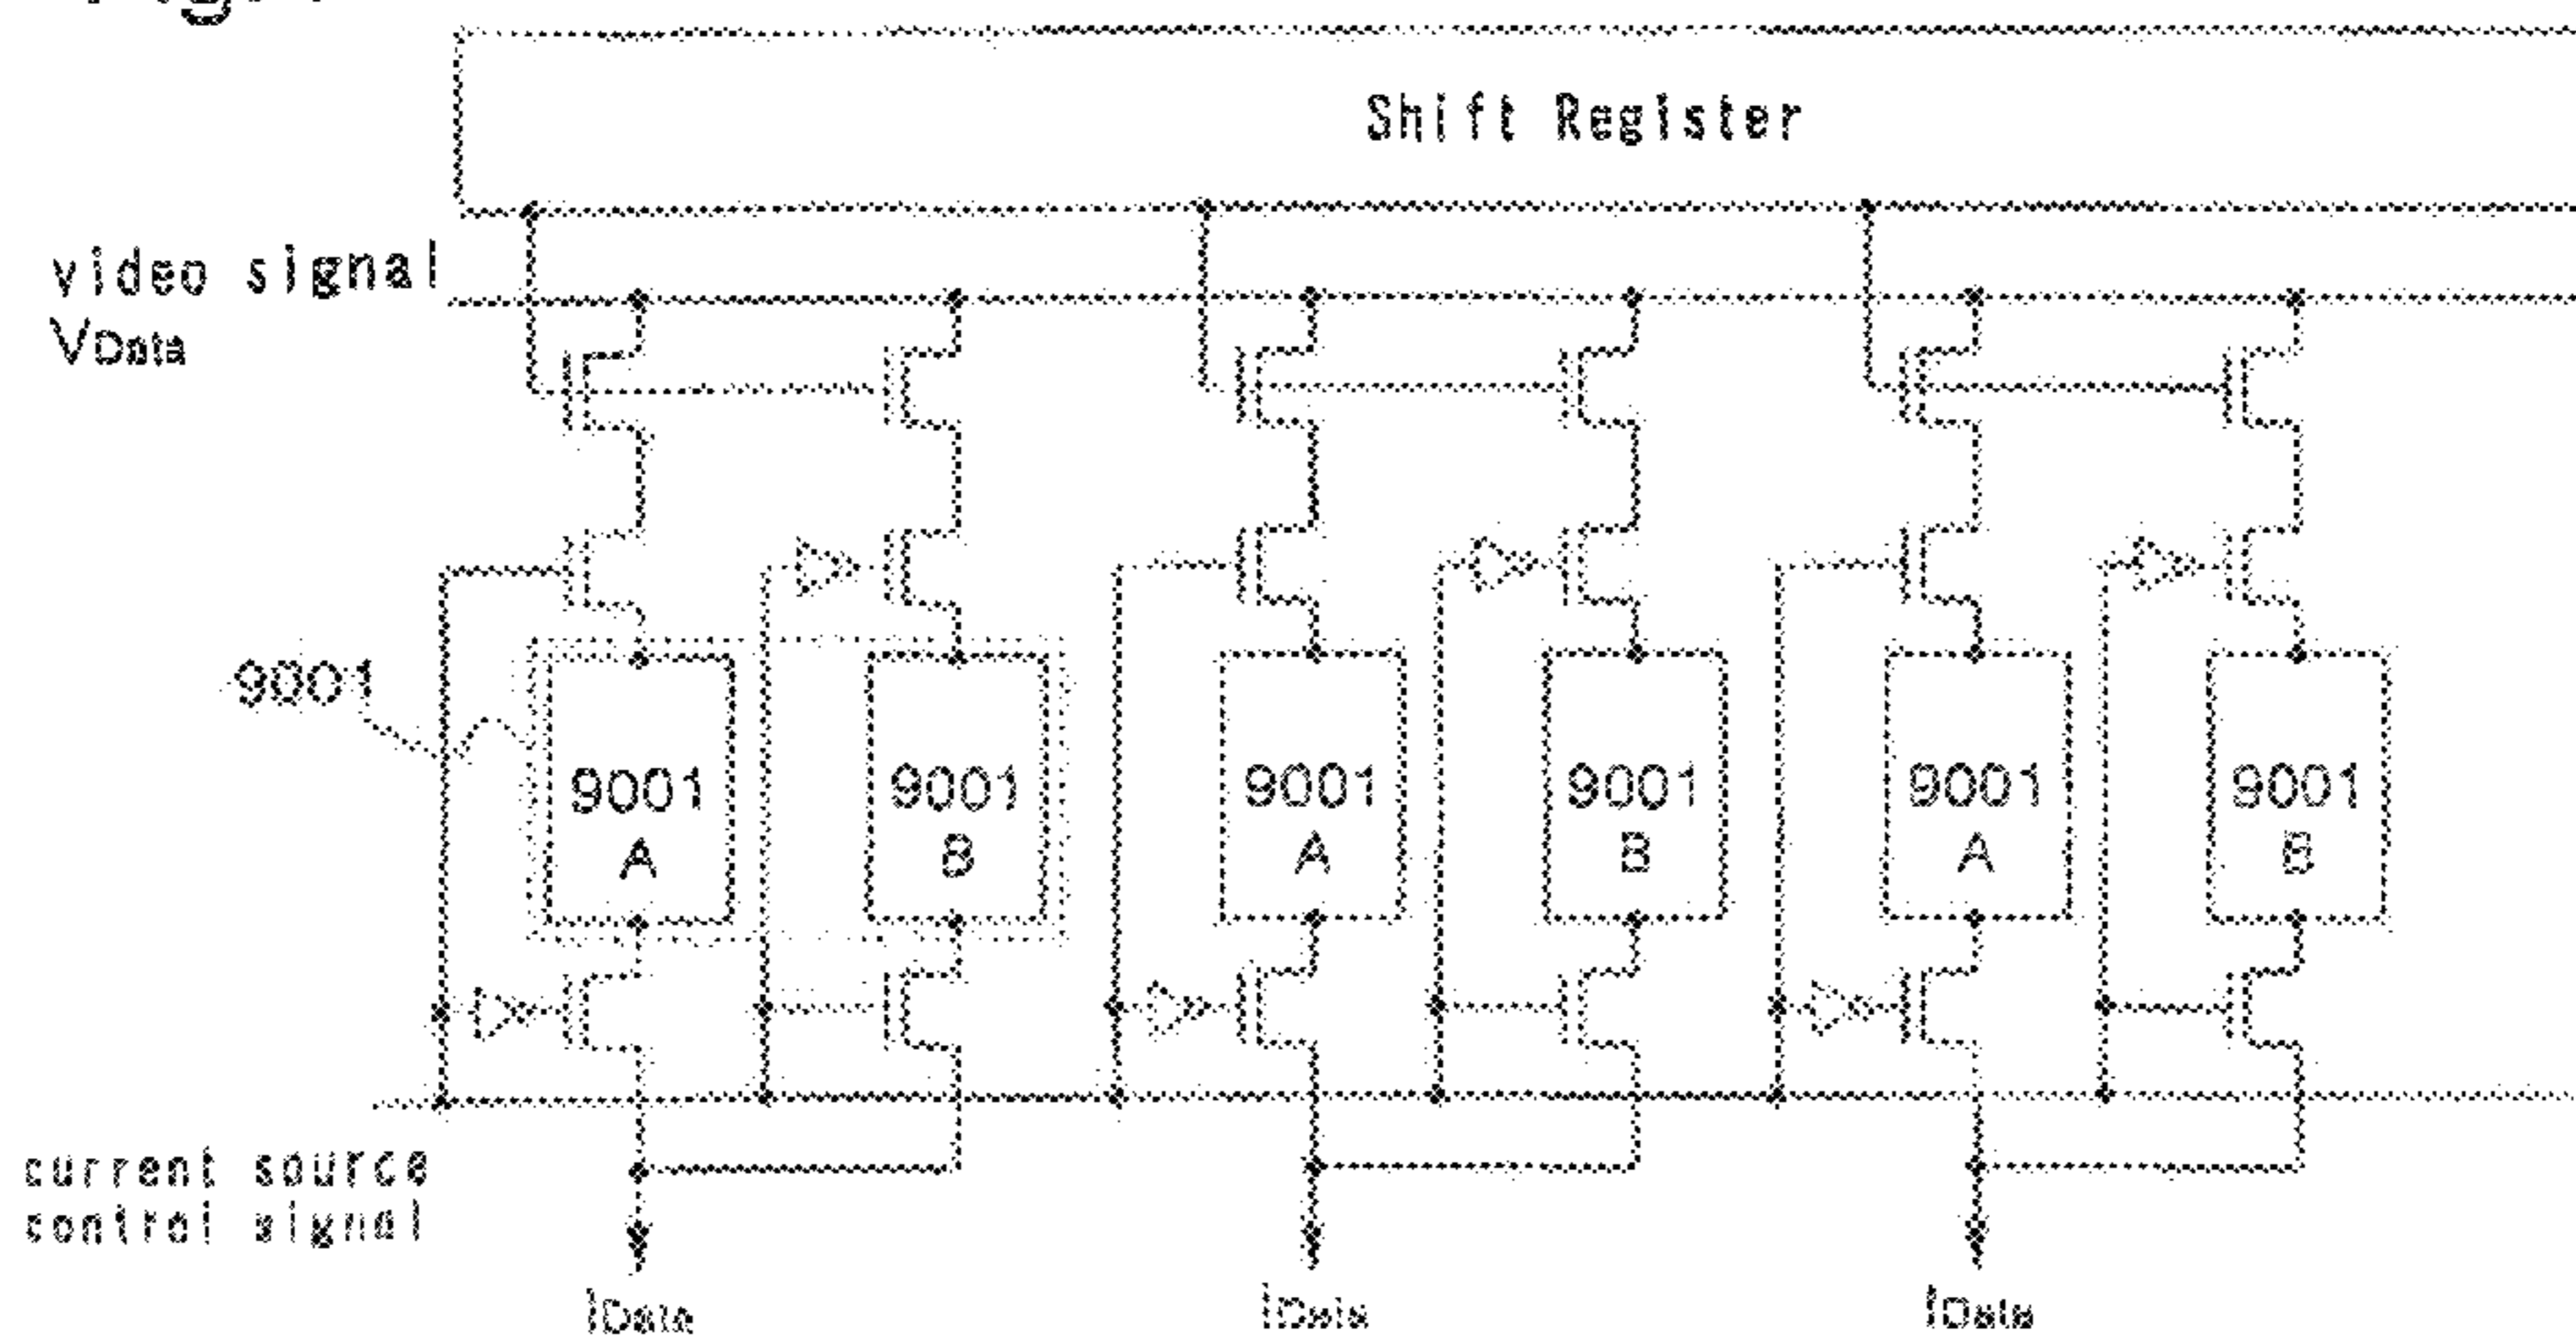 Shift Register
video signal
VData
9001
9001
A
9001
B
9001
A
9001
B
9001
A
9001
B
current source
control signal
IData
IData
IData